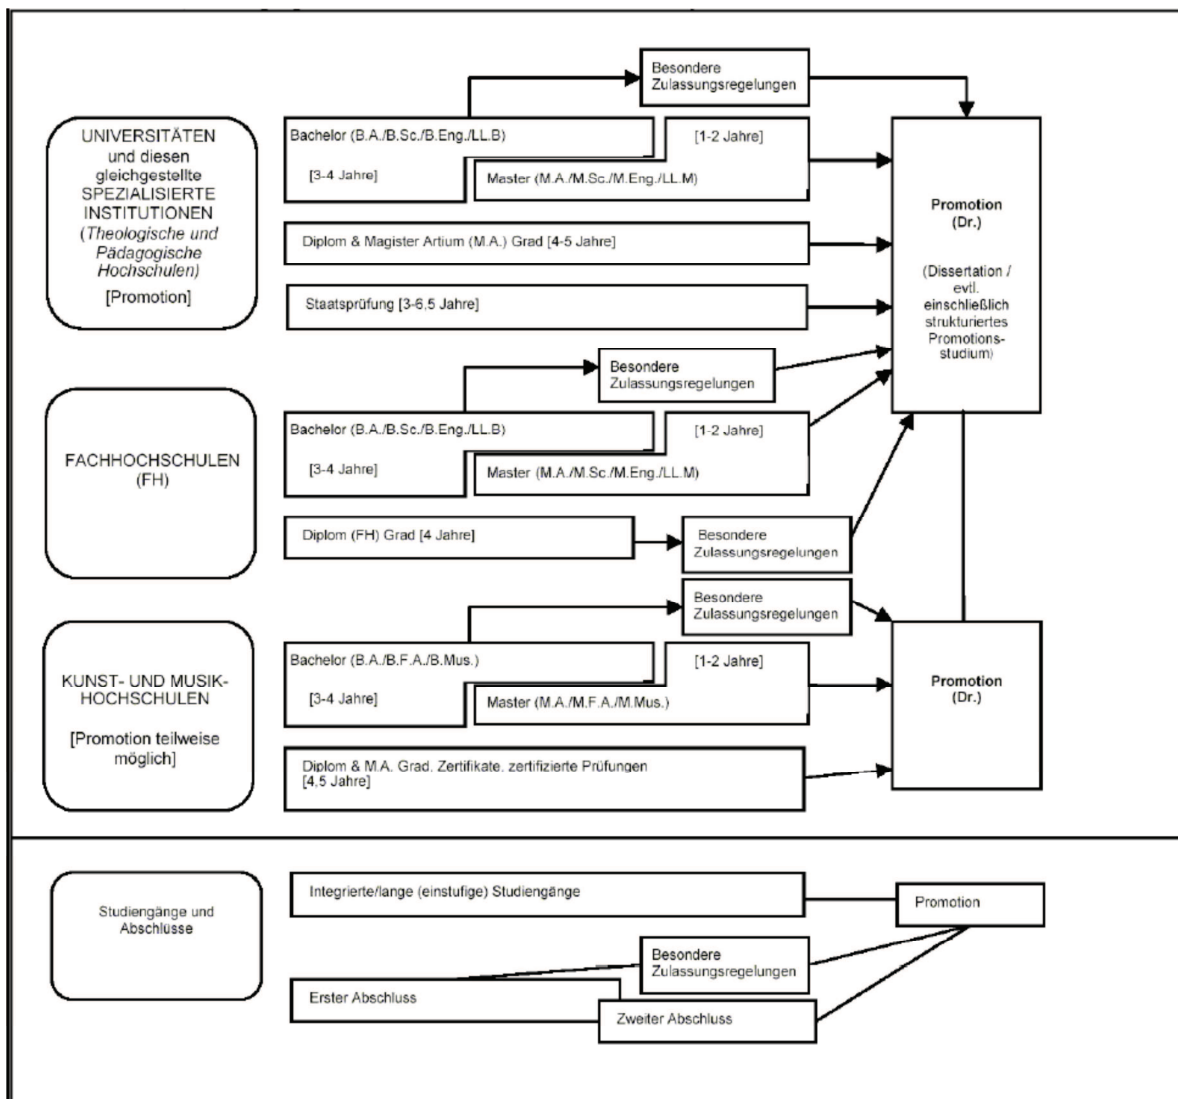 Besondere
Zulassungsregelungen
UNIVERSITÄTEN
und diesen
gleichgestellte
SPEZIALISIERTE
INSTITUTIONEN
(Theologische und
Pädagogische
Hochschulen)
[Promotion]
Bachelor (B.A./B.Sc./B.Eng./LL.B)
[3-4 Jahre]
[1-2 Jahre]
Master (M.A./M.Sc./M.Eng./LL.M)
Diplom & Magister Artium (M.A.) Grad [4-5 Jahre]
Staatsprüfung [3-6,5 Jahre]
Promotion
(Dr.)
(Dissertation /
evtl.
einschließlich
strukturiertes
Promotions-
studium)
Besondere
Zulassungsregelungen
FACHHOCHSCHULEN
(FH)
Bachelor (B.A./B.Sc./B.Eng./LL.B)
[3-4 Jahre]
[1-2 Jahre]
Master (M.A./M.Sc./M.Eng./LL.M)
Diplom (FH) Grad [4 Jahre]
Besondere
Zulassungsregelungen
Besondere
Zulassungsregelungen
KUNST- UND MUSIK-
HOCHSCHULEN
[Promotion teilweise
möglich]
Bachelor (B.A./B.F.A./B.Mus.)
[3-4 Jahre]
[1-2 Jahre]
Master (M.A./M.F.A./M.Mus.)
Diplom & M.A. Grad, Zertifikate, zertifizierte Prüfungen
[4,5 Jahre]
Promotion
(Dr.)
Studiengänge und
Abschlüsse
Integrierte/lange (einstufige) Studiengänge
Promotion
Besondere
Zulassungsregelungen
Erster Abschluss
Zweiter Abschluss